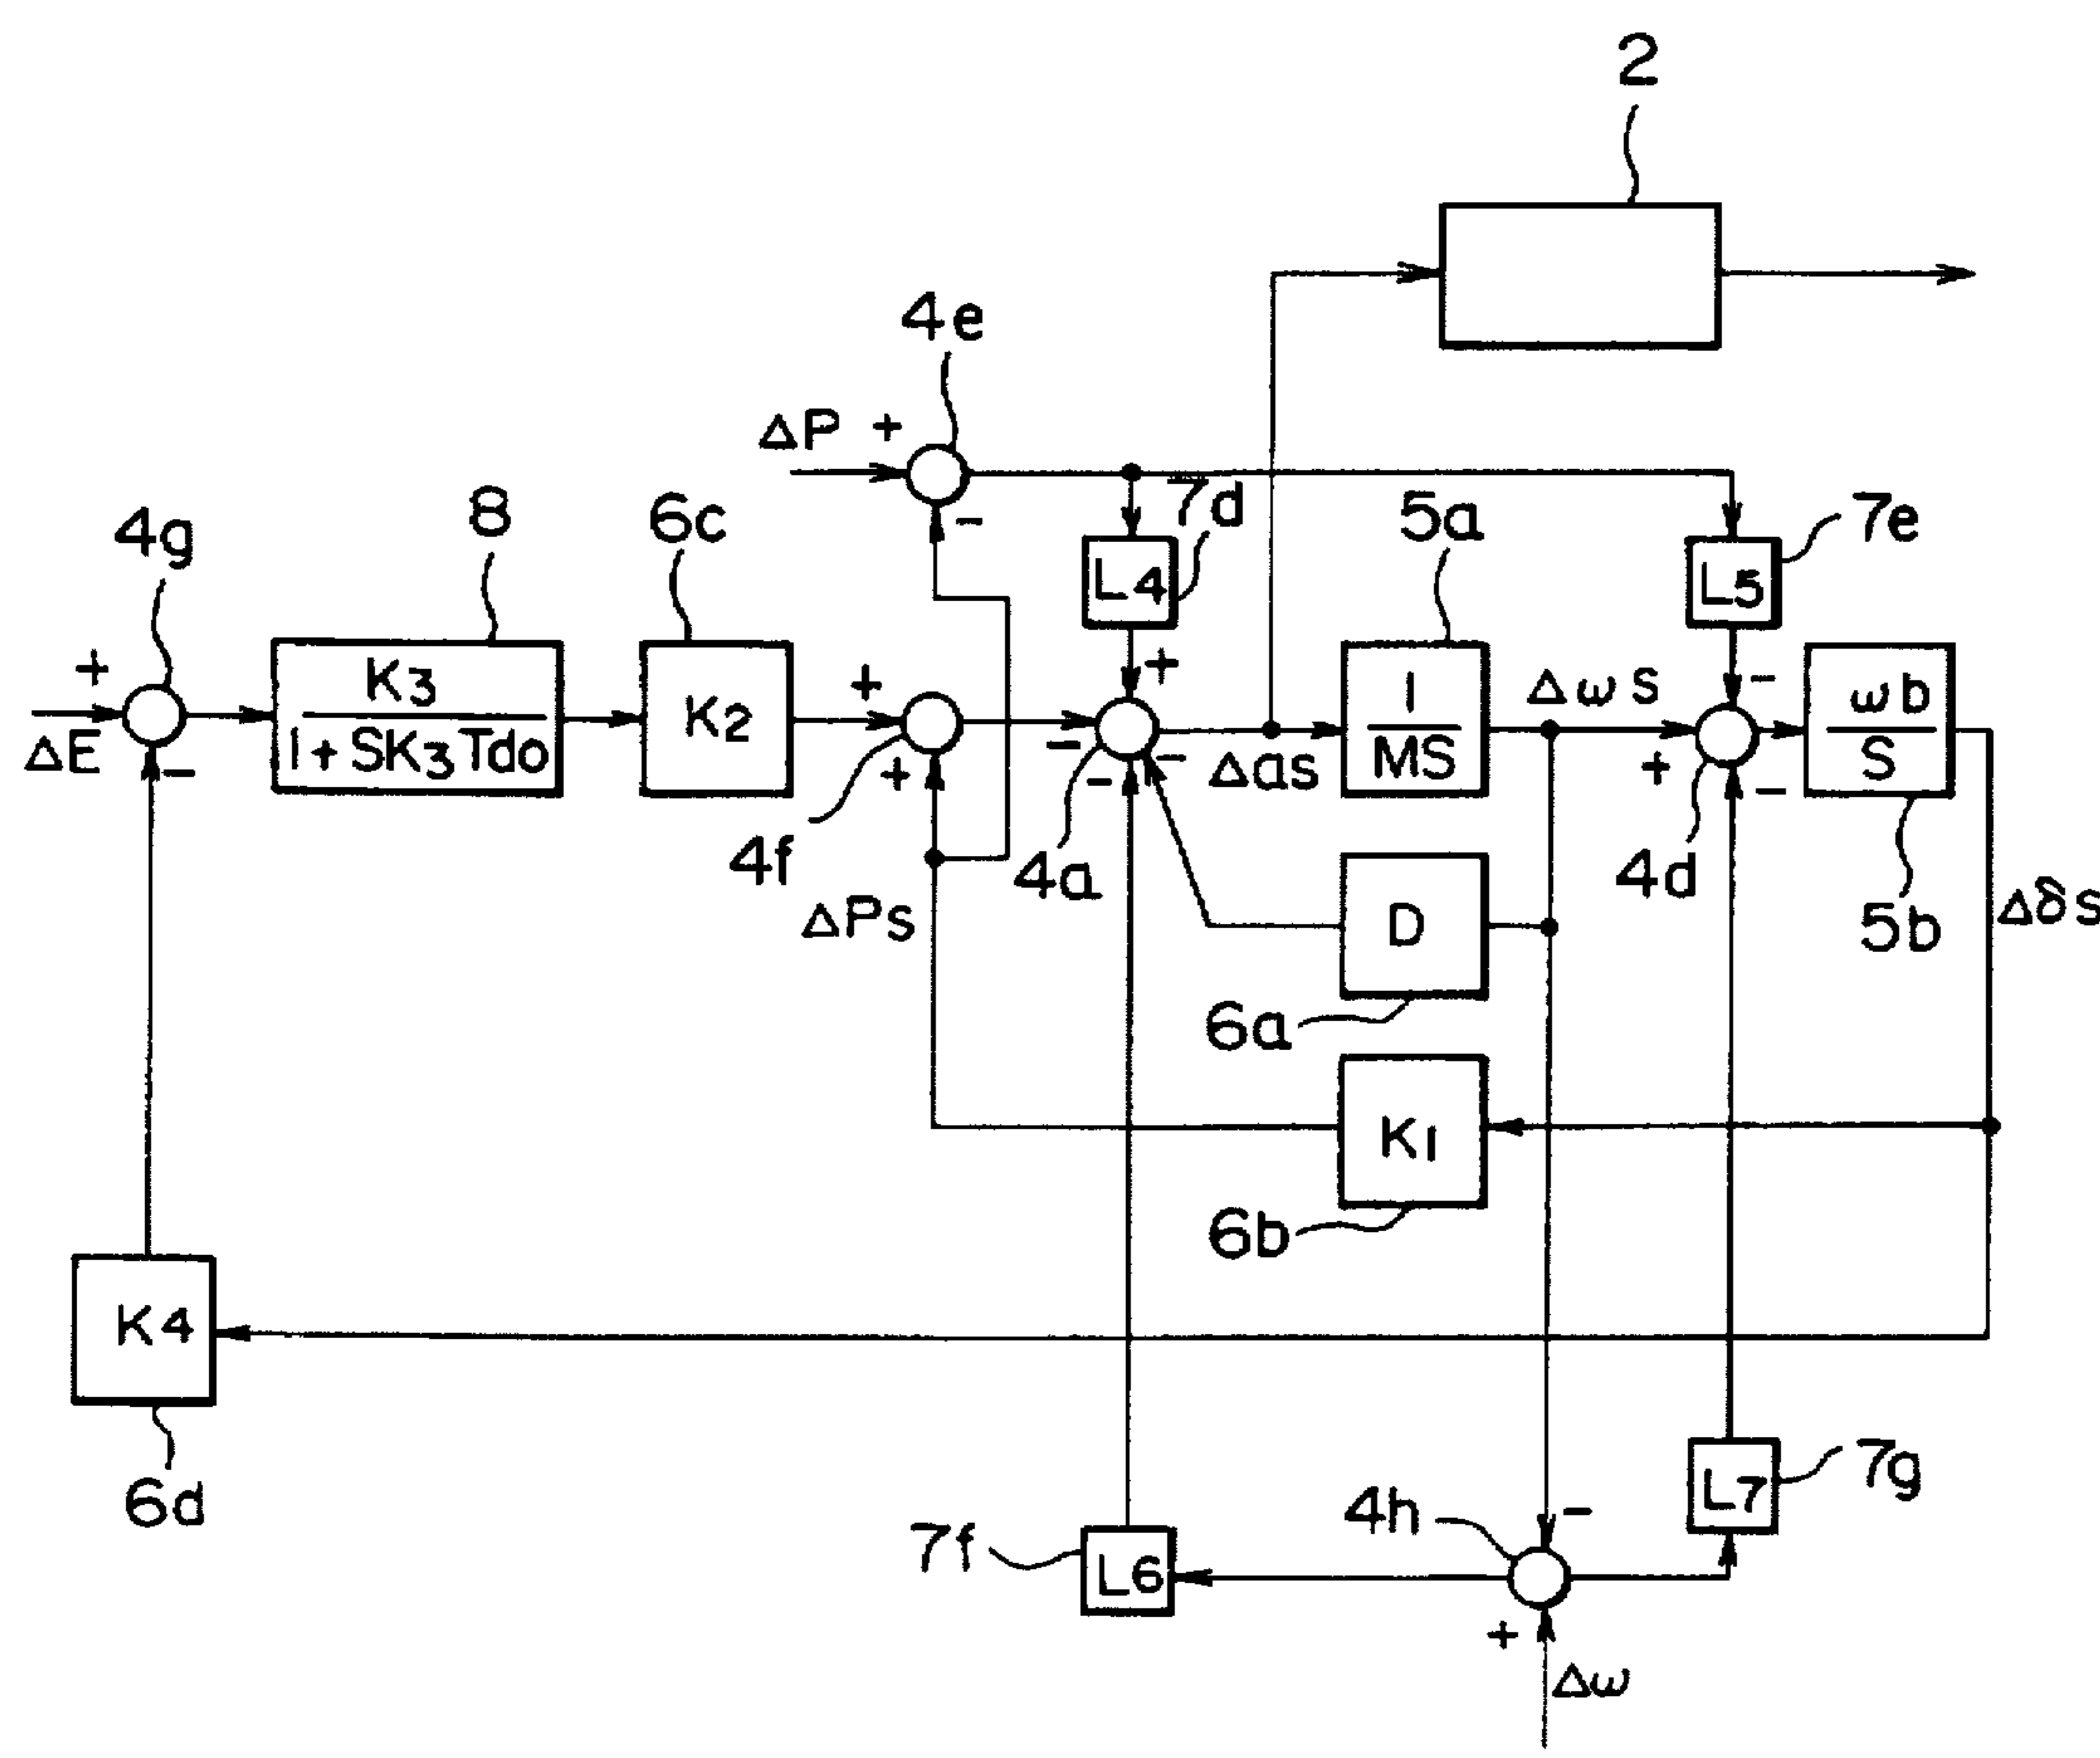 2
4e
ΔP +
-
4g
8
6c
7d
5a
7e
L4
L5
+
ΔE
-
K3
1+SK3Tdo
K2
+
+
4f
+
-
-
-
4a
Δas
1
MS
Δωs
-
+
-
4d
ωb
S
5b
Δδs
ΔPs
D
6a
K1
6b
K4
6d
7f
L6
4h
-
+
Δω
L7
7g